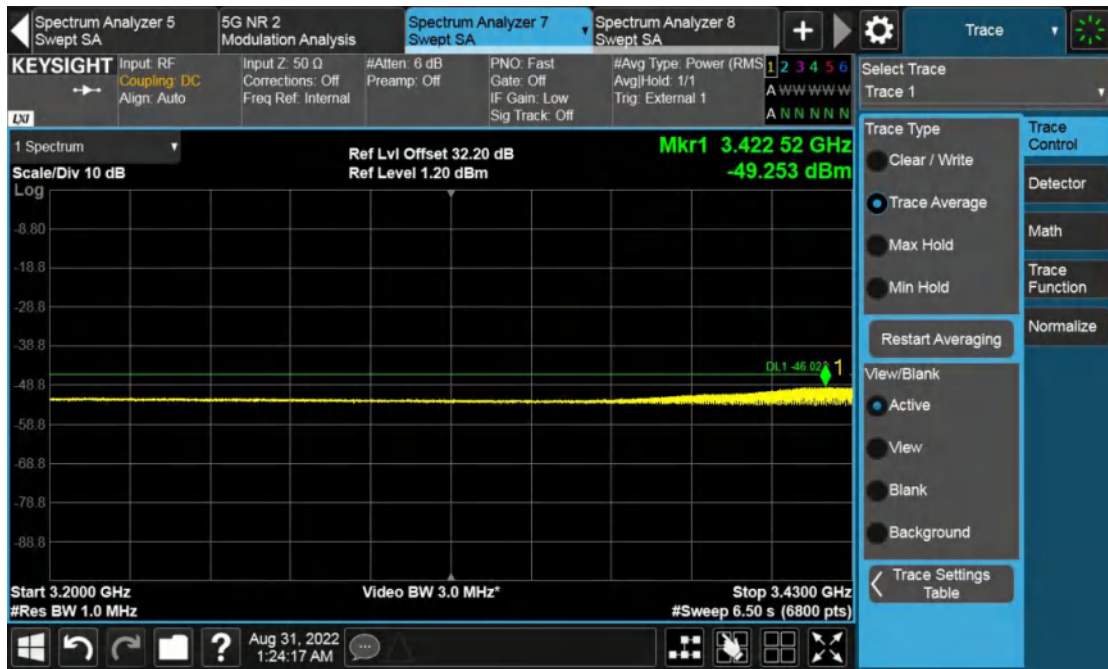 Spectrum Analyzer 5
Swept SA
5G NR 2
Modulation Analysis
Spectrum Analyzer 7
Swept SA
Spectrum Analyzer 8
Swept SA
+
Trace
KEYSIGHT
LXI
Input: RF
Coupling: DC
Align: Auto
Input Z: 50 Ω
Corrections: Off
Freq Ref: Internal
#Atten: 6 dB
Preamp: Off
PNO: Fast
Gate: Off
IF Gain: Low
Sig Track: Off
#Avg Type: Power (RMS
Avg|Hold: 1/1
Trig: External 1
1 2 3 4 5 6
A W W W W W
A N N N N N
Select Trace
Trace 1
1 Spectrum
Scale/Div 10 dB
Ref Lvl Offset 32.20 dB
Ref Level 1.20 dBm
Mkr1 3.422 52 GHz
-49.253 dBm
Log
-8.80
-18.8
-28.8
-38.8
-48.8
-58.8
-68.8
-78.8
-88.8
1
Start 3.2000 GHz
#Res BW 1.0 MHz
Video BW 3.0 MHz*
Stop 3.4300 GHz
#Sweep 6.50 s (6800 pts)
Trace Type
Clear / Write
Trace Average
Max Hold
Min Hold
Restart Averaging
View/Blank
Active
View
Blank
Background
Trace Settings
Table
Trace
Control
Detector
Math
Trace
Function
Normalize
?
Aug 31, 2022
1:24:17 AM